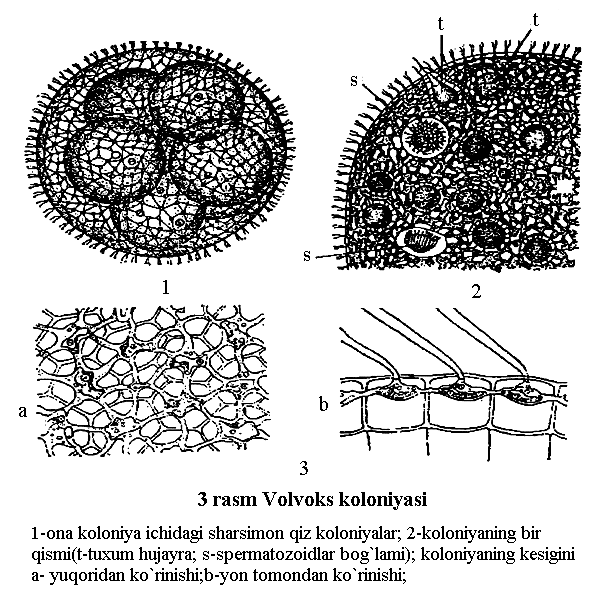 t t
s
s
1 2
a b
3
3 rasm Volvoks koloniyasi
1-ona koloniya ichidagi sharsimon qiz koloniyalar; 2-koloniyaning bir
qismi(t-tuxum hujayra; s-spermatozoidlar bog`lami); koloniyaning kesigini
a- yuqoridan ko`rinishi;b-yon tomondan ko`rinishi;